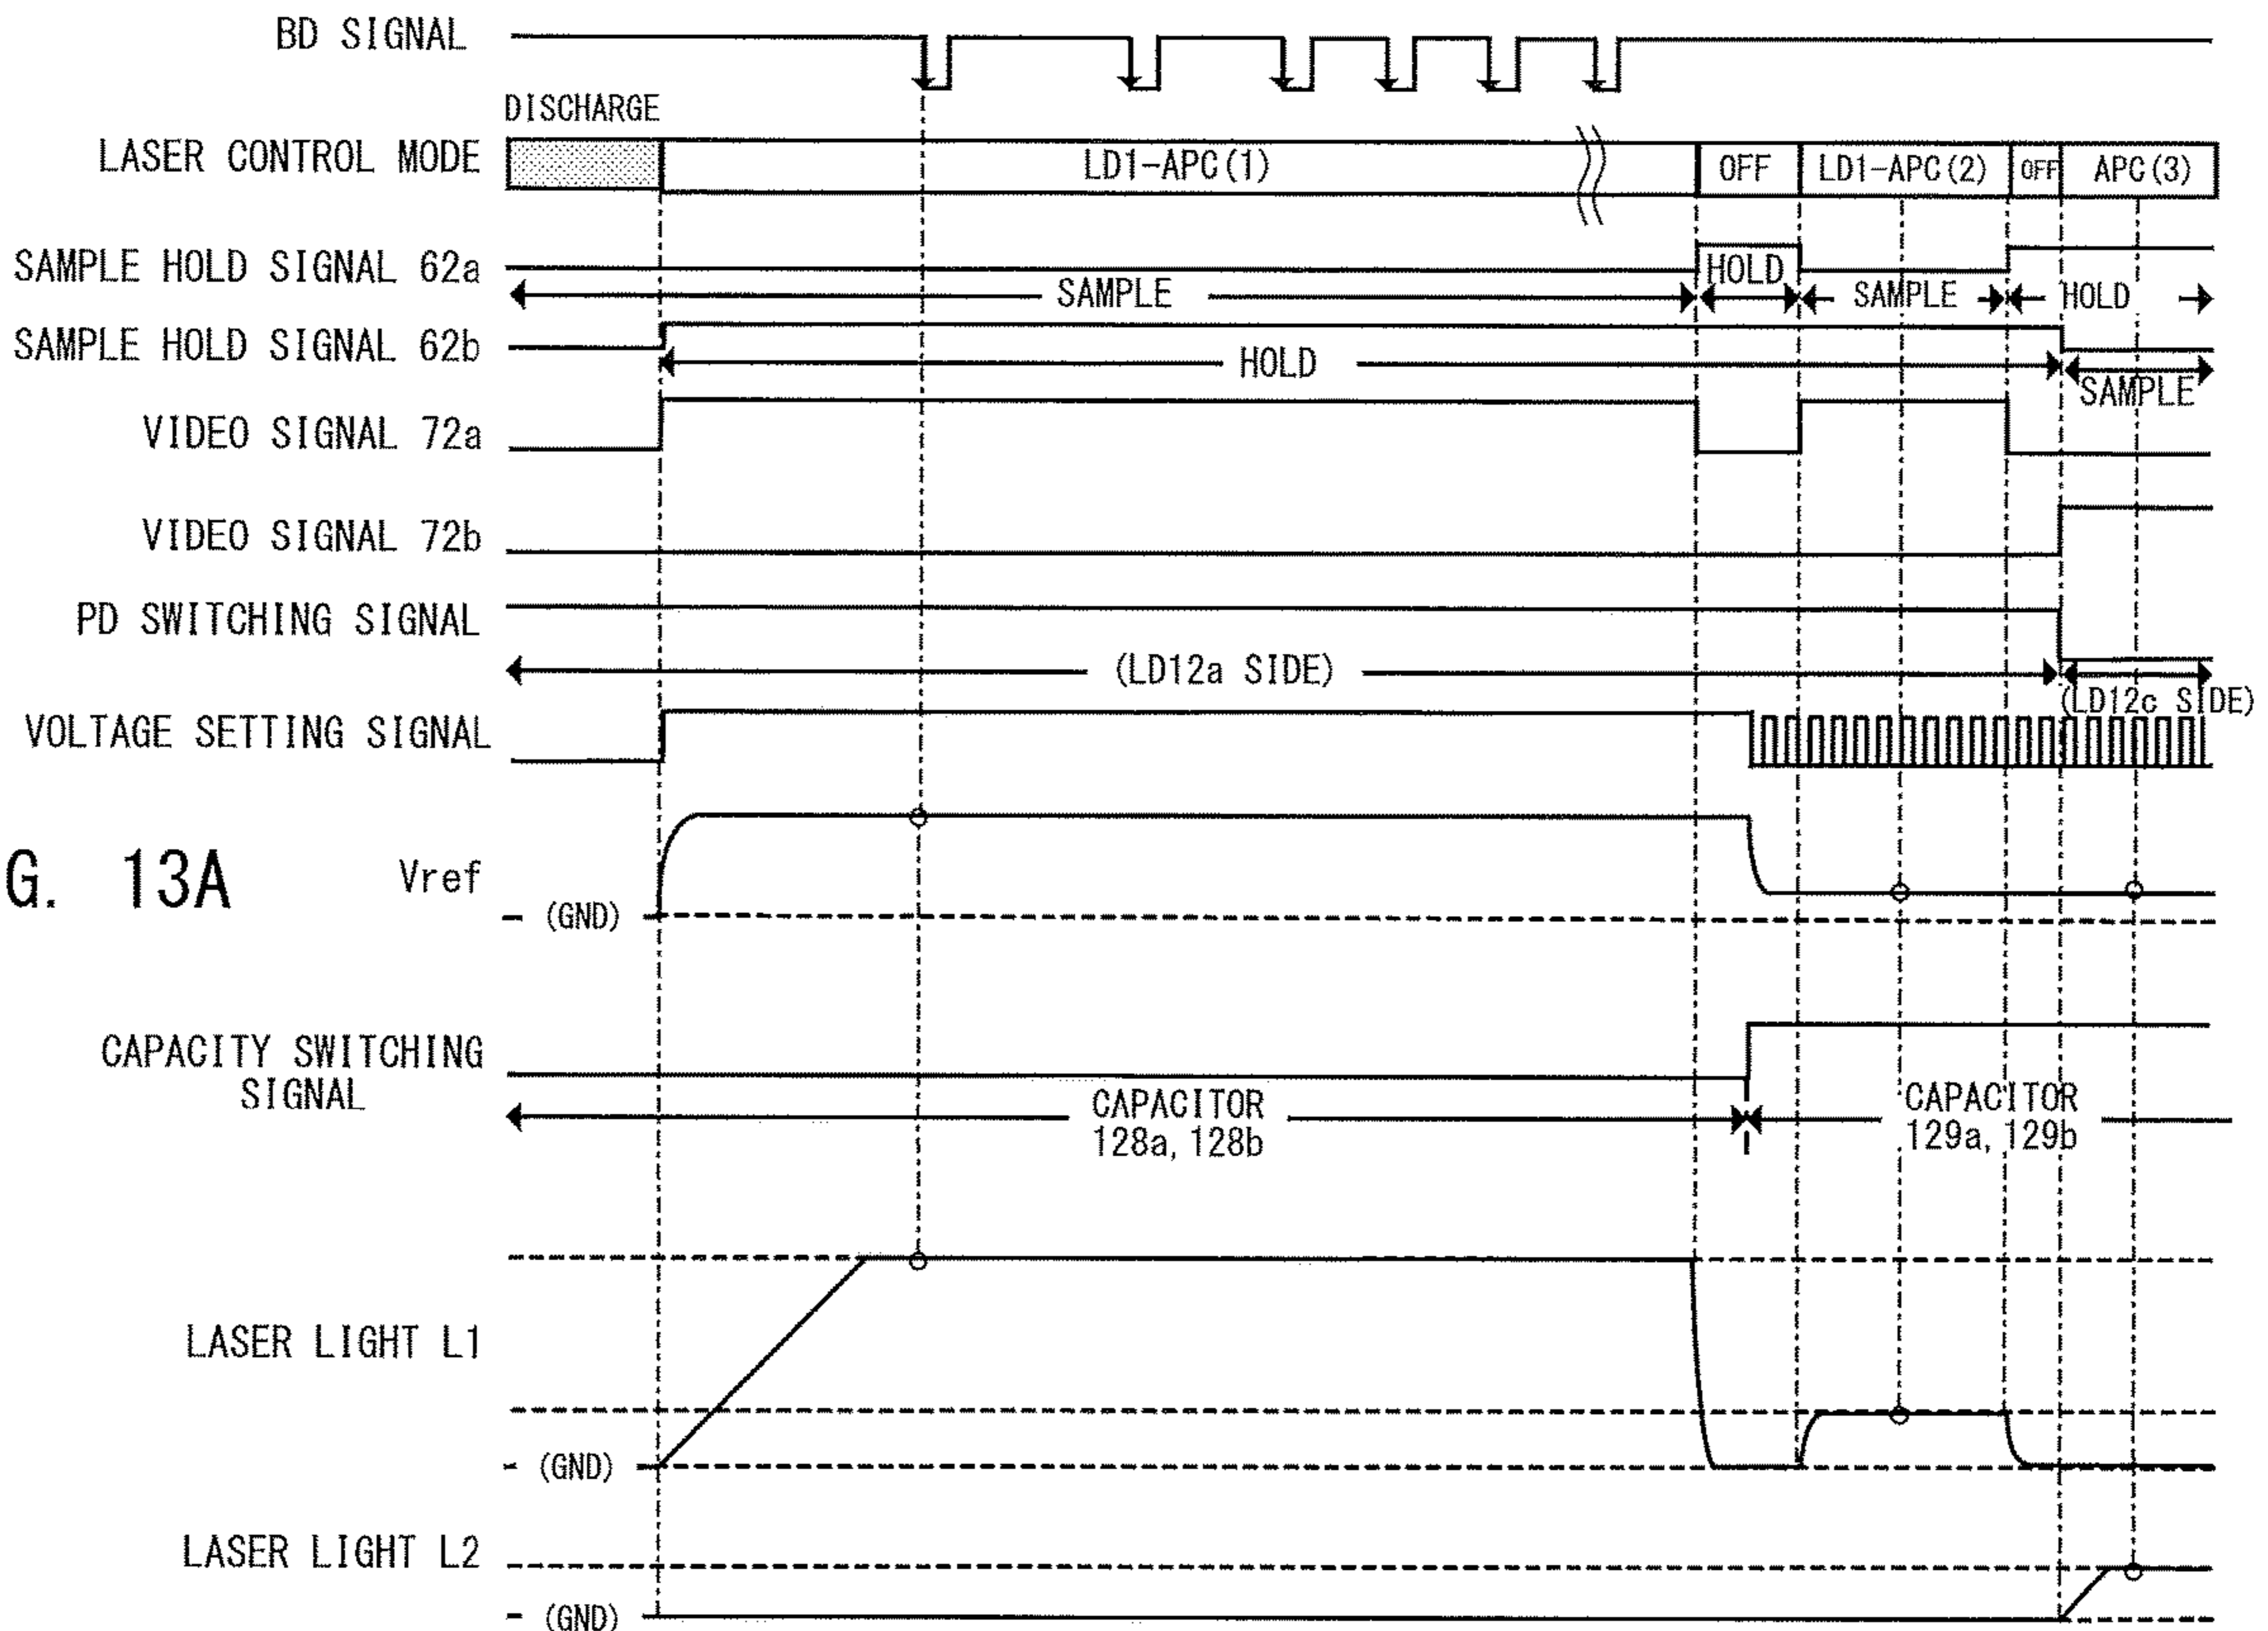 BD SIGNAL
DISCHARGE
LASER CONTROL MODE
LD1-APC(1)
OFF
LD1-APC(2)
OFF
APC(3)
SAMPLE HOLD SIGNAL 62a
SAMPLE
HOLD
SAMPLE
HOLD
SAMPLE HOLD SIGNAL 62b
HOLD
SAMPLE
VIDEO SIGNAL 72a
VIDEO SIGNAL 72b
PD SWITCHING SIGNAL
(LD12a SIDE)
(LD12c SIDE)
VOLTAGE SETTING SIGNAL
G. 13A
Vref
(GND)
CAPACITY SWITCHING
SIGNAL
CAPACITOR
128a, 128b
CAPACITOR
129a, 129b
LASER LIGHT L1
(GND)
LASER LIGHT L2
(GND)